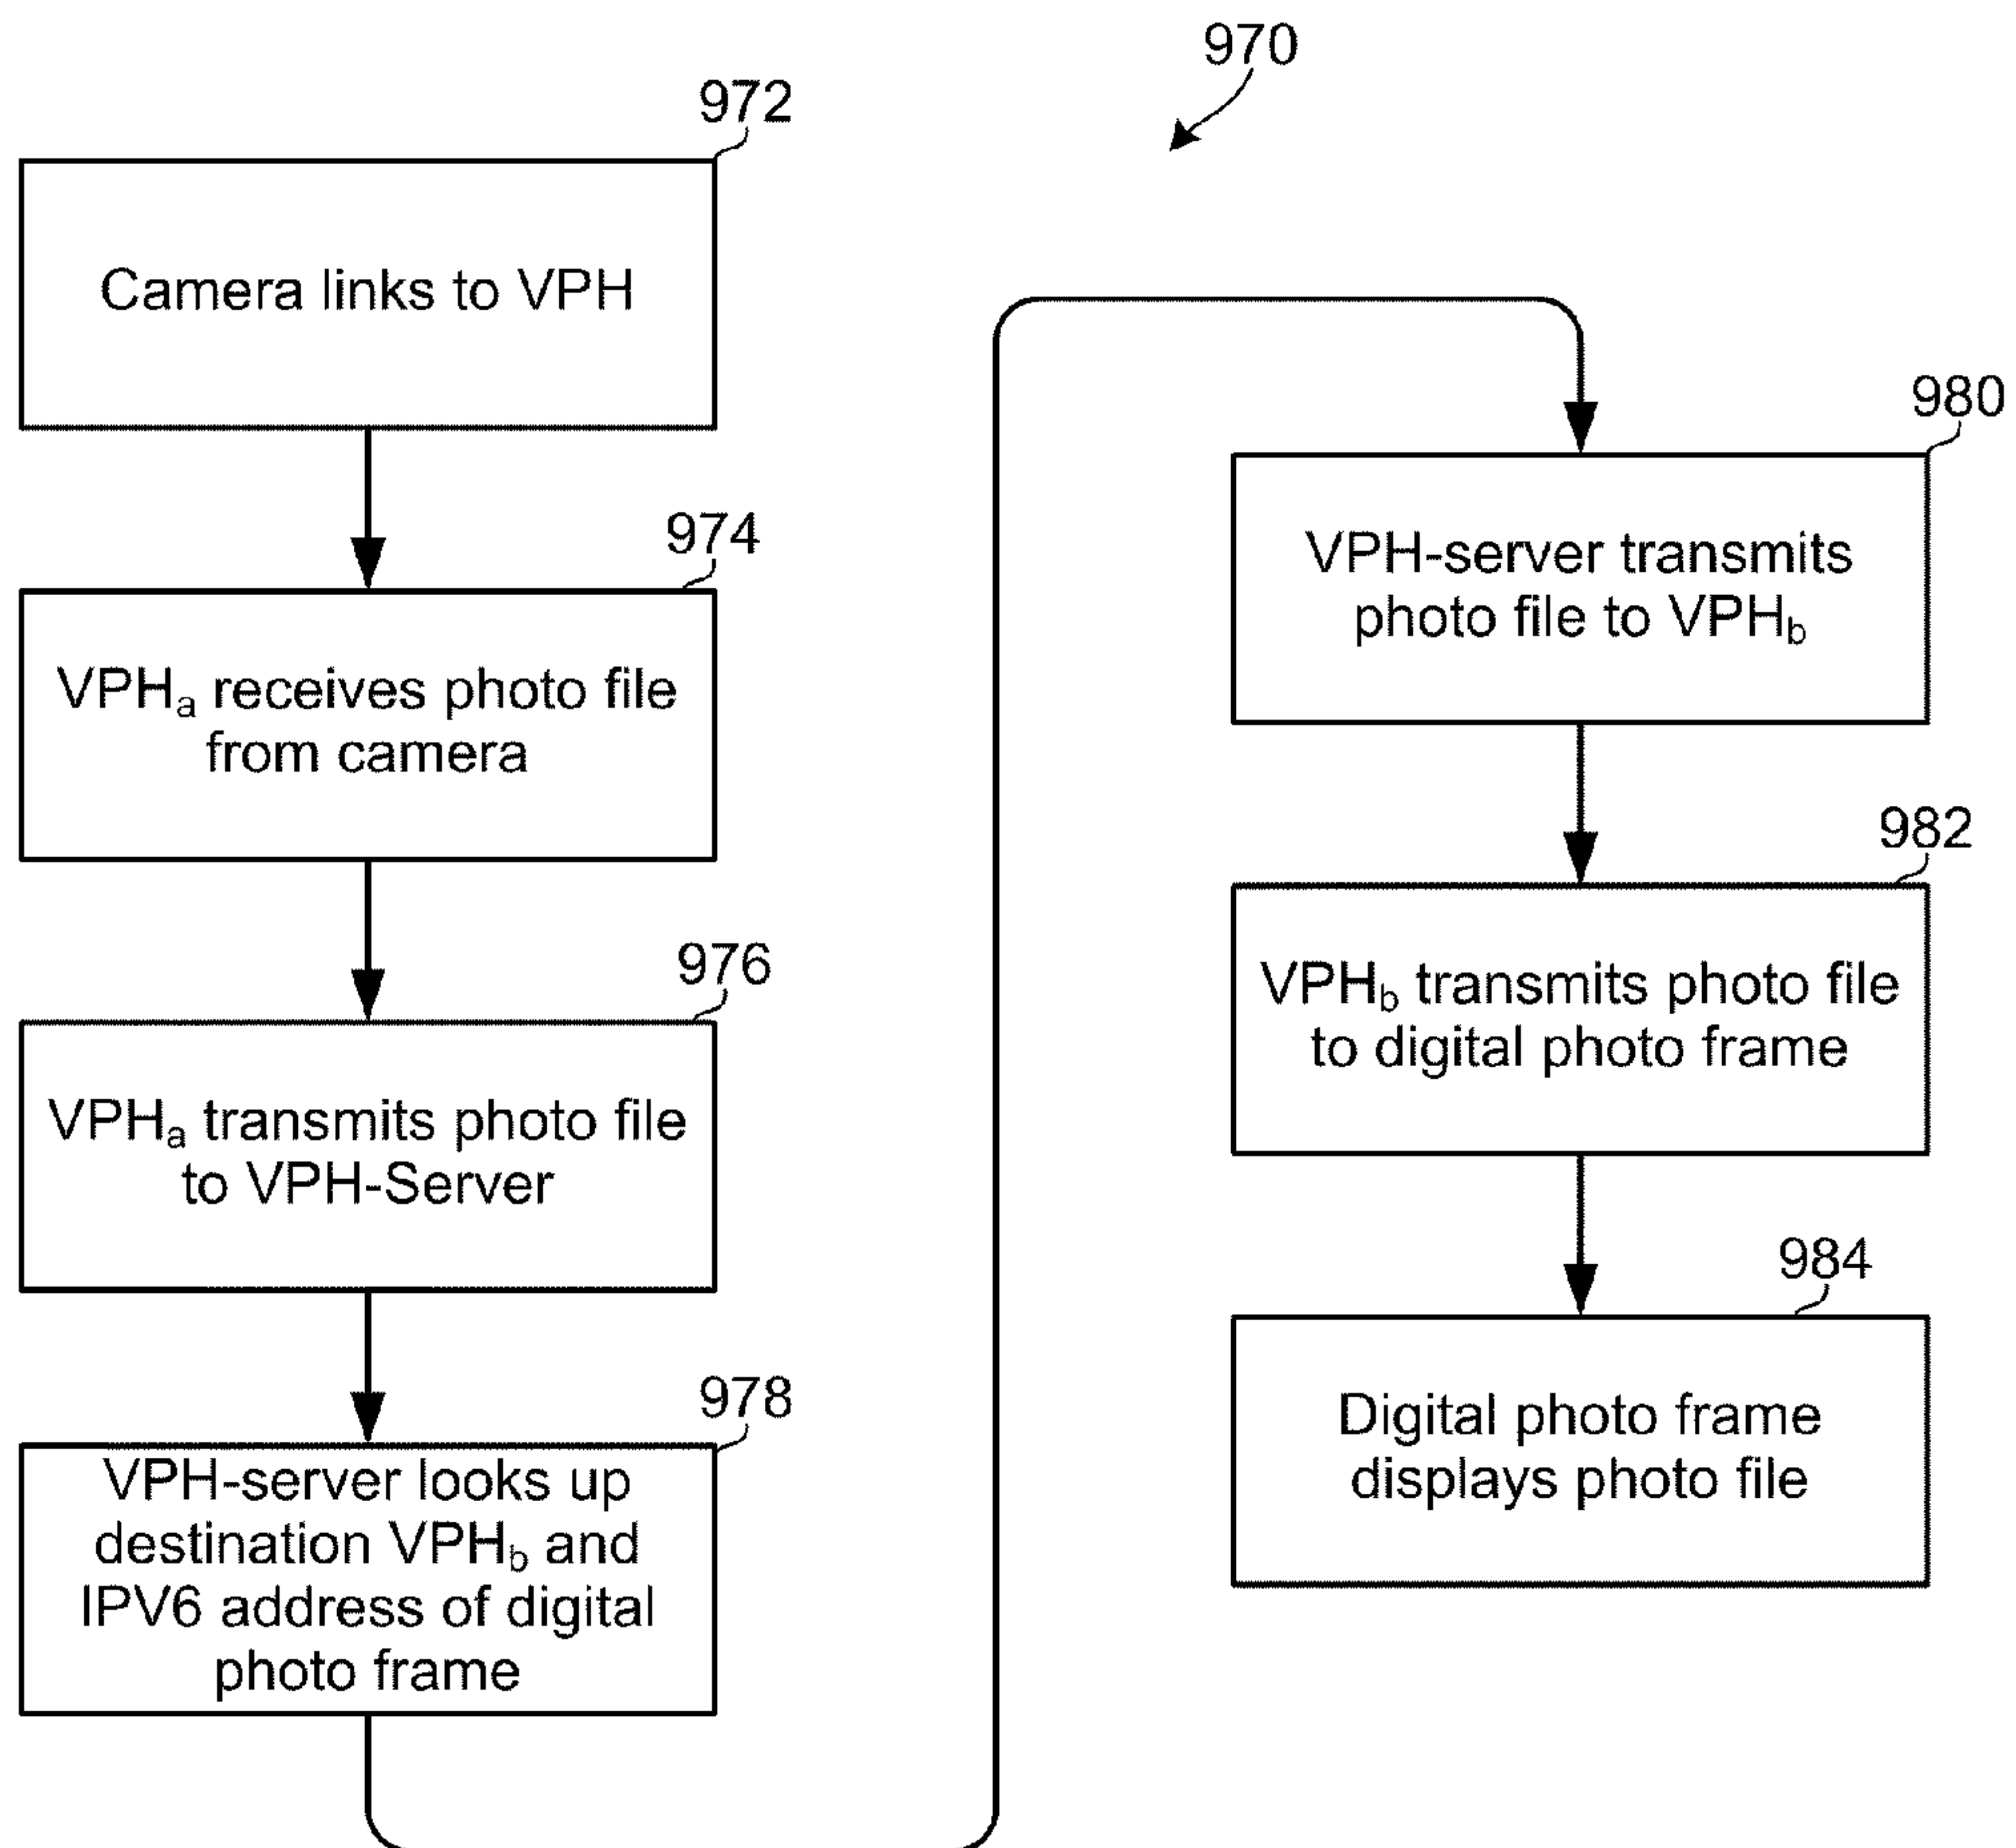 970
972
Camera links to VPH
974
VPHa receives photo file
from camera
976
VPHa transmits photo file
to VPH-Server
978
VPH-server looks up
destination VPHb and
IPV6 address of digital
photo frame
980
VPH-server transmits
photo file to VPHb
982
VPHb transmits photo file
to digital photo frame
984
Digital photo frame
displays photo file